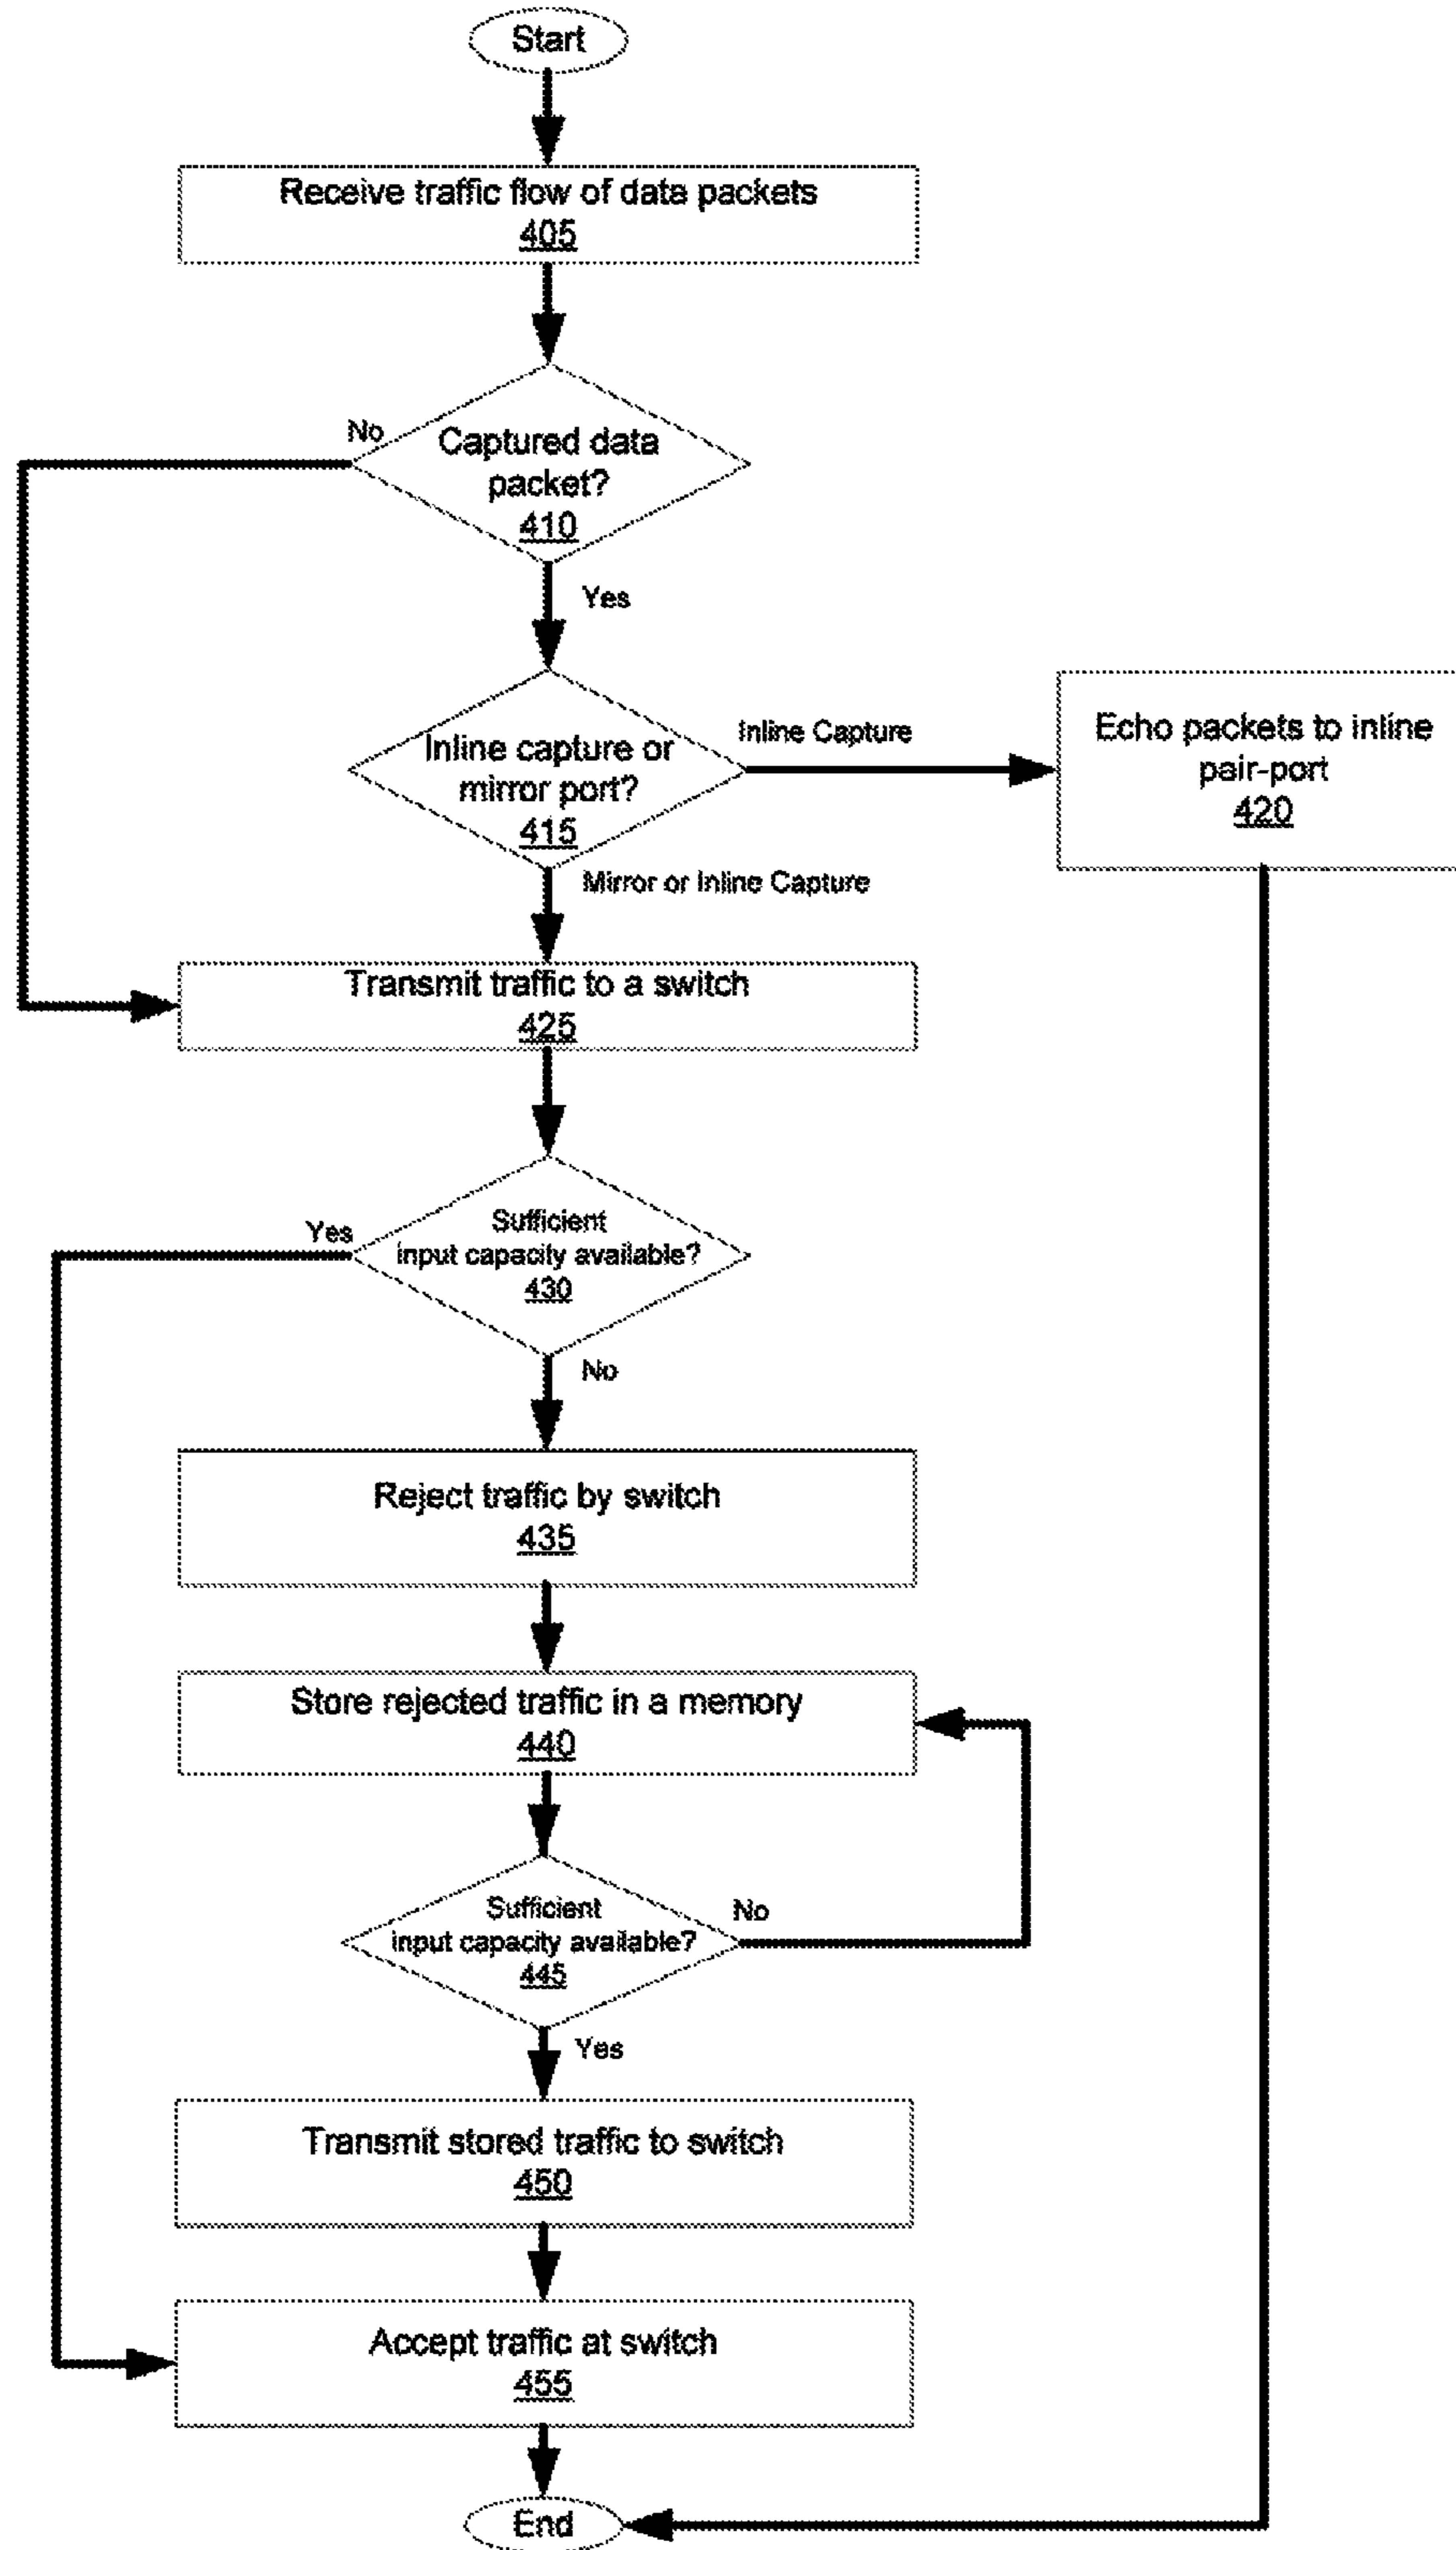 Start
Receive traffic flow of data packets
405
No
Captured data
packet?
410
Yes
Inline capture or
mirror port?
415
Inline Capture
Echo packets to inline
pair-port
420
Mirror or Inline Capture
Transmit traffic to a switch
425
Yes
Sufficient
input capacity available?
430
No
Reject traffic by switch
435
Store rejected traffic in a memory
440
Sufficient
input capacity available?
445
No
Yes
Transmit stored traffic to switch
450
Accept traffic at switch
455
End